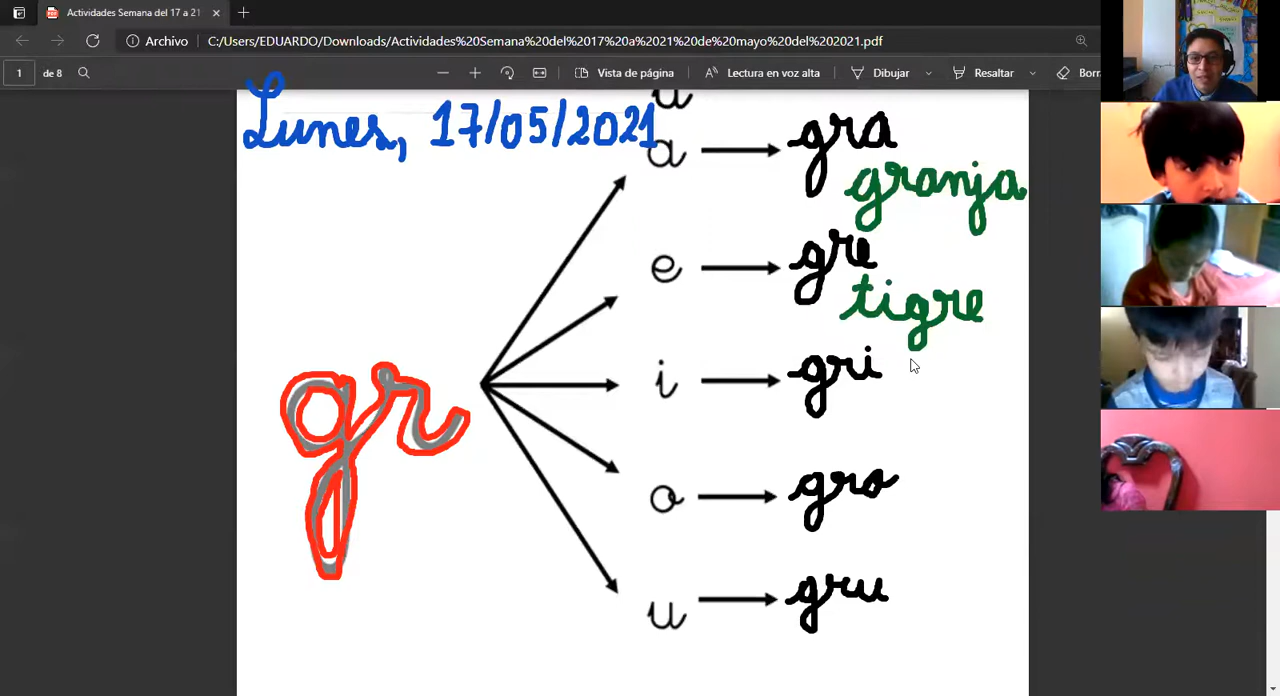 Actividades Semana del 17 a 21
Archivo C:/Users/EDUARDO/Downloads/Actividades%20Semana%20del%2017%20a%2021%20de%20mayo%20del%202021.pdf
1 de 8 Vista de página Lectura en voz alta Dibujar Resaltar Borra
u
Lunes, 17/05/2021
a gra
granja
e gre
tigre
i gri
gr
o gro
u gru